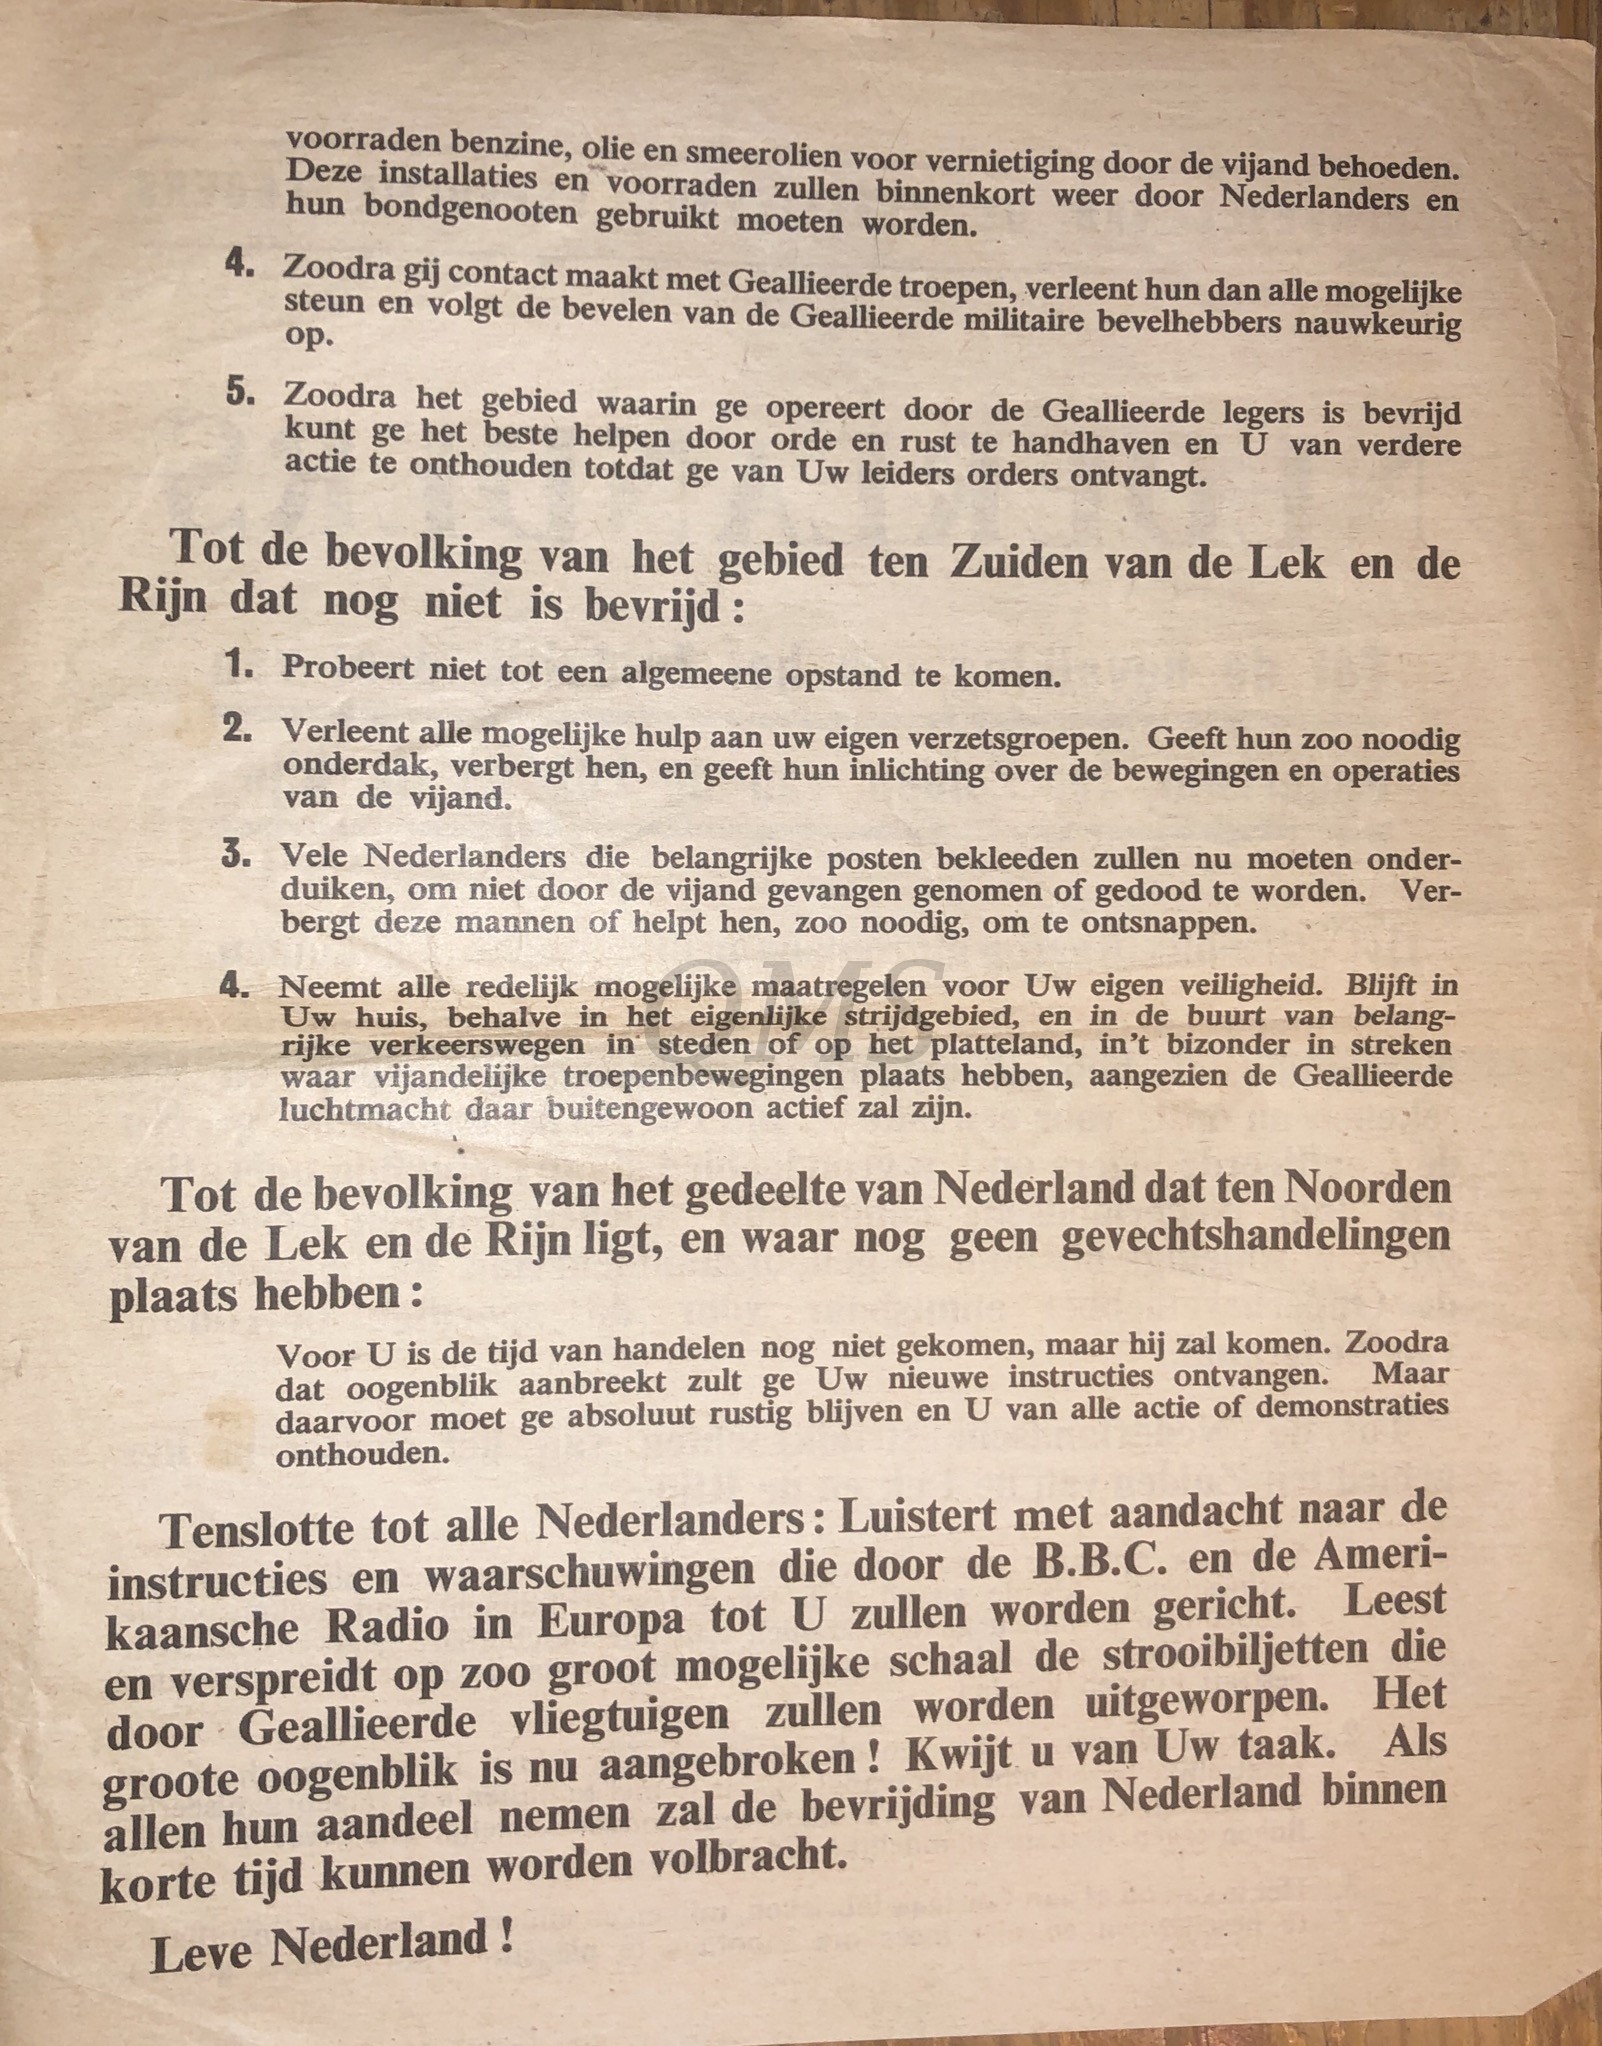 voorraden benzine, olie en smeerolien voor vernietiging door de vijand behoeden.
Deze installaties en voorraden zullen binnenkort weer door Nederlanders en
hun bondgenooten gebruikt moeten worden.
4. Zoodra gij contact maakt met Geallieerde troepen, verleent hun dan alle mogelijke
steun en volgt de bevelen van de Geallieerde militaire bevelhebbers nauwkeurig
op.
5. Zoodra het gebied waarin ge opereert door de Geallieerde legers is bevrijd
kunt ge het beste helpen door orde en rust te handhaven en U van verdere
actie te onthouden totdat ge van Uw leiders orders ontvangt.
Tot de bevolking van het gebied ten Zuiden van de Lek en de
Rijn dat nog niet is bevrijd :
1. Probeert niet tot een algemeene opstand te komen.
2. Verleent alle mogelijke hulp aan uw eigen verzetsgroepen. Geeft hun zoo noodig
onderdak, verbergt hen, en geeft hun inlichting over de bewegingen en operaties
van de vijand.
3. Vele Nederlanders die belangrijke posten bekleeden zullen nu moeten onder-
duiken, om niet door de vijand gevangen genomen of gedood te worden. Ver-
bergt deze mannen of helpt hen, zoo noodig, om te ontsnappen.
4. Neemt alle redelijk mogelijke maatregelen voor Uw eigen veiligheid. Blijft in
Uw huis, behalve in het eigenlijke strijdgebied, en in de buurt van belang-
rijke verkeerswegen in steden of op het platteland, in't bizonder in streken
waar vijandelijke troepenbewegingen plaats hebben, aangezien de Geallieerde
luchtmacht daar buitengewoon actief zal zijn.
QMS
Tot de bevolking van het gedeelte van Nederland dat ten Noorden
van de Lek en de Rijn ligt, en waar nog geen gevechtshandelingen
plaats hebben :
Voor U is de tijd van handelen nog niet gekomen, maar hij zal komen. Zoodra
dat oogenblik aanbreekt zult ge Uw nieuwe instructies ontvangen. Maar
daarvoor moet ge absoluut rustig blijven en U van alle actie of demonstraties
onthouden.
Tenslotte tot alle Nederlanders : Luistert met aandacht naar de
instructies en waarschuwingen die door de B.B.C. en de Ameri-
kaansche Radio in Europa tot U zullen worden gericht. Leest
en verspreidt op zoo groot mogelijke schaal de strooibiljetten die
door Geallieerde vliegtuigen zullen worden uitgeworpen. Het
groote oogenblik is nu aangebroken ! Kwijt u van Uw taak. Als
allen hun aandeel nemen zal de bevrijding van Nederland binnen
korte tijd kunnen worden volbracht.
Leve Nederland !